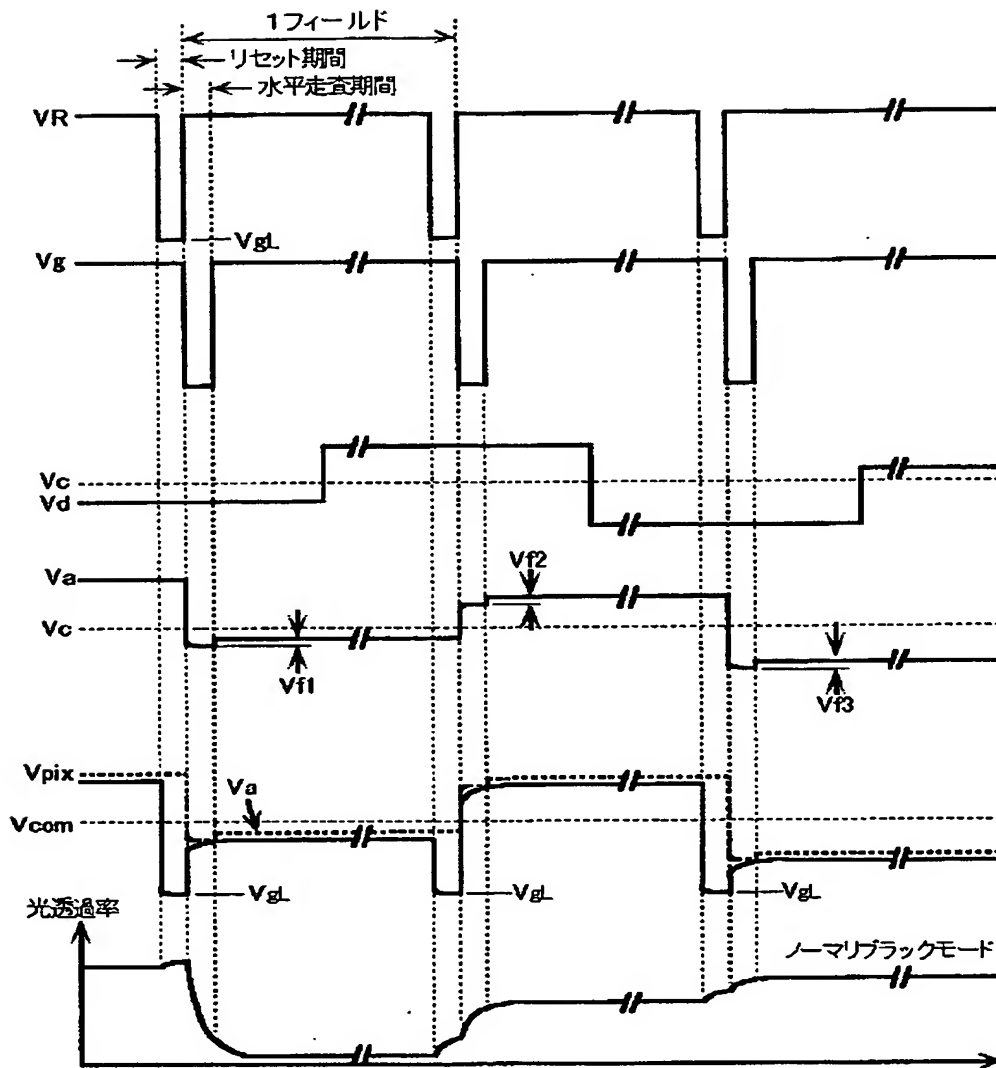 1フィールド
リセット期間
水平走査期間
VR
VgL
Vg
Vc
Vd
Vf2
Va
Vc
Vf1
Vf3
Vpix
Va
Vcom
VgL
VgL
VgL
光透過率
ノーマリブラックモード